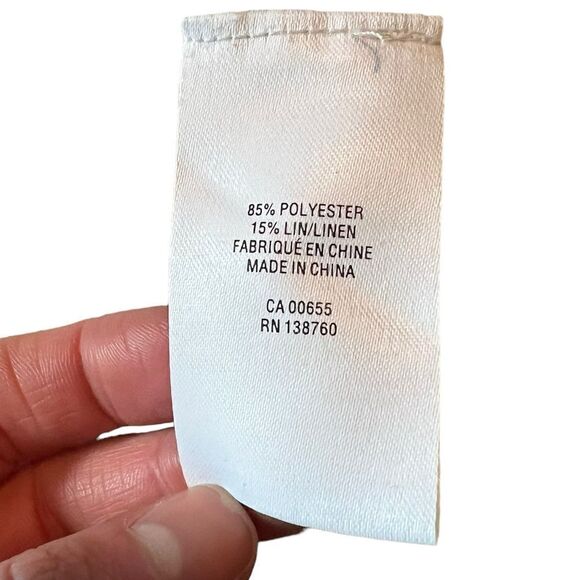 85% POLYESTER
15% LIN/LINEN
FABRIQUÉ EN CHINE
MADE IN CHINA
CA 00655
RN 138760